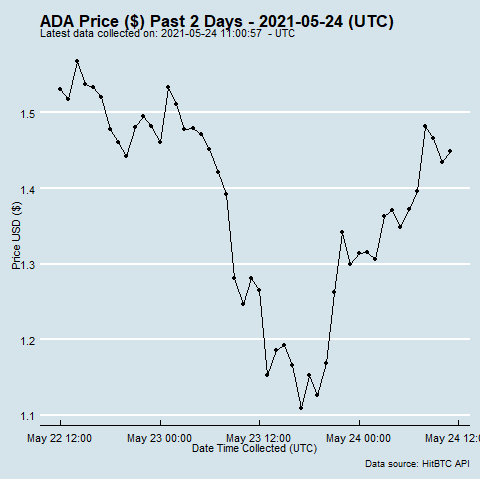 ADA Price ($) Past 2 Days - 2021-05-24 (UTC)
Latest data collected on: 2021-05-24 11:00:57 - UTC
1.5
1.4
1.3
1.2
1.1
Price USD ($)
May 22 12:00 May 23 00:00 May 23 12:00 May 24 00:00 May 24 12:0
Date Time Collected (UTC)
Data source: HitBTC API